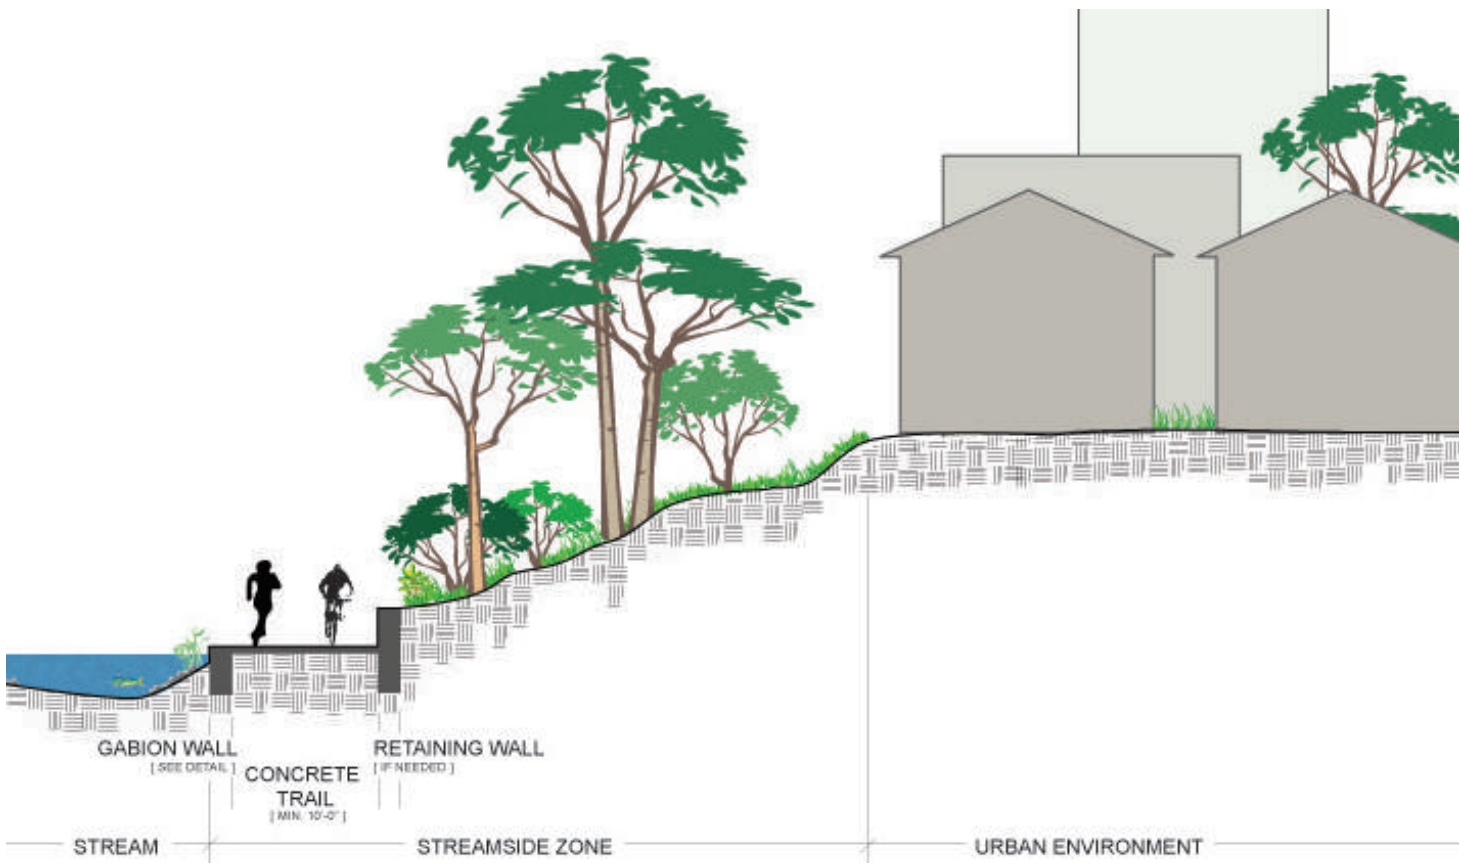 GABION WALL
[ SEE DETAIL ]
CONCRETE
TRAIL
[ MIN. 10'-0" ]
RETAINING WALL
[ IF NEEDED ]
STREAM
STREAMSIDE ZONE
URBAN ENVIRONMENT